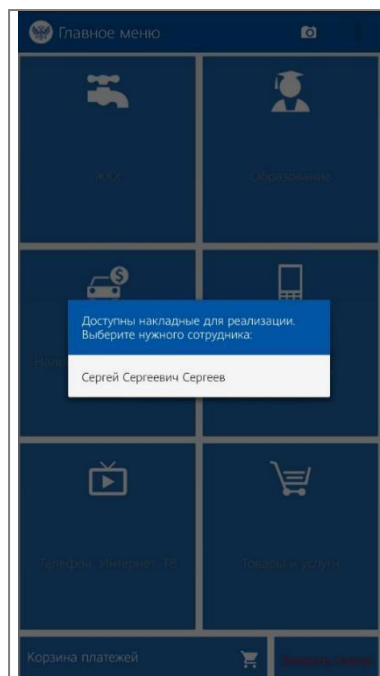 Главное меню
ЖКХ
Образование
Доступны накладные для реализации.
Выберите нужного сотрудника:
Сергей Сергеевич Сергеев
Телефон, Интернет, ТВ
Товары и услуги
Корзина платежей